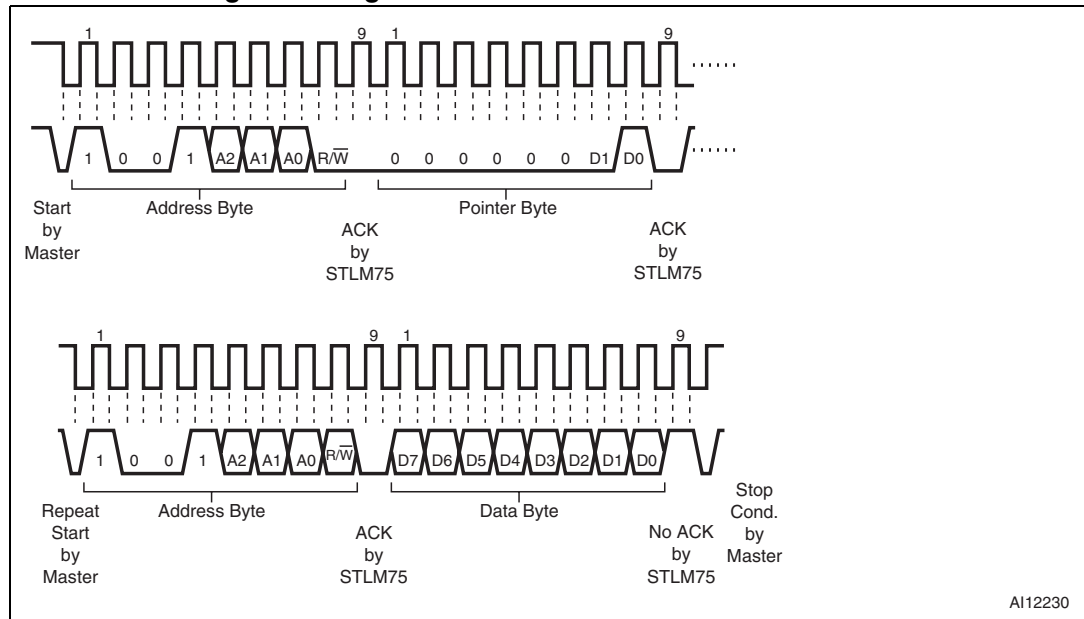 1 9 1 9
1 0 0 1 A2 A1 A0 R/W 0 0 0 0 0 0 D1 D0
Start
by
Master
Address Byte
ACK
by
STLM75
Pointer Byte
ACK
by
STLM75
1 9 1 9
1 0 0 1 A2 A1 A0 R/W D7 D6 D5 D4 D3 D2 D1 D0
Repeat
Start
by
Master
Address Byte
ACK
by
STLM75
Data Byte
No ACK
by
STLM75
Stop
Cond.
by
Master
AI12230